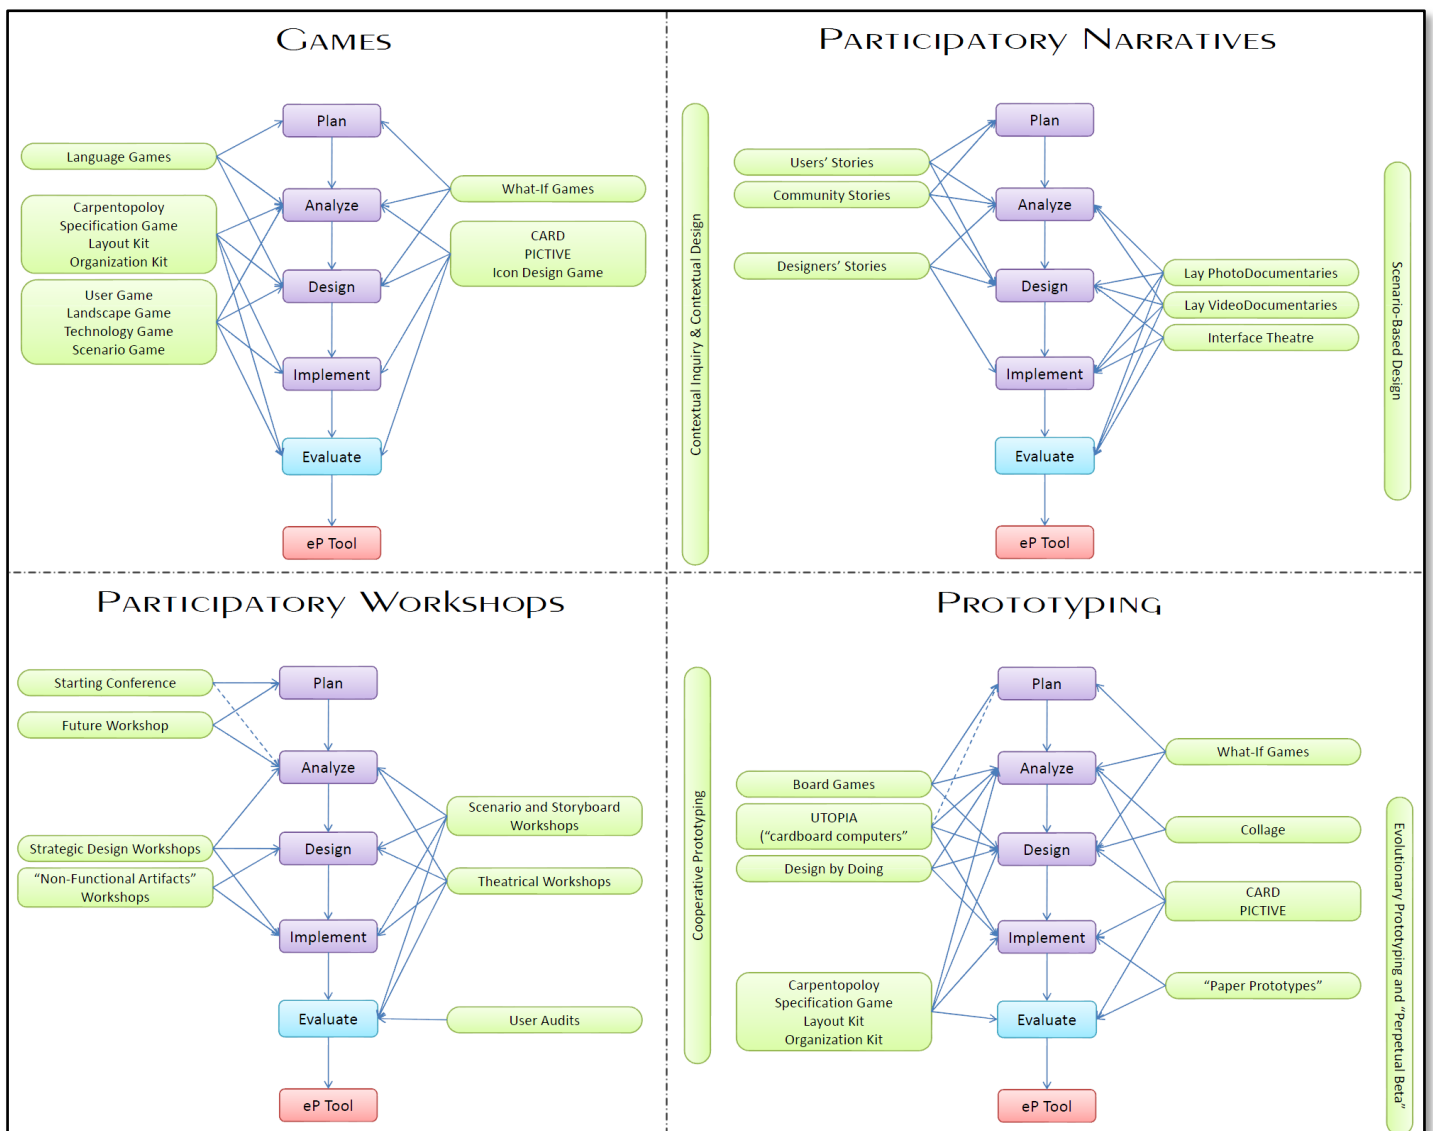 GAMES
Plan
Language Games
Analyze
What-If Games
Carpentopoloy
Specification Game
Layout Kit
Organization Kit
CARD
PICTIVE
Icon Design Game
Design
User Game
Landscape Game
Technology Game
Scenario Game
Implement
Evaluate
eP Tool
PARTICIPATORY NARRATIVES
Contextual Inquiry & Contextual Design
Plan
Users' Stories
Community Stories
Analyze
Designers' Stories
Design
Lay PhotoDocumentaries
Lay VideoDocumentaries
Interface Theatre
Implement
Evaluate
eP Tool
Scenario-Based Design
PARTICIPATORY WORKSHOPS
Starting Conference
Plan
Future Workshop
Analyze
Scenario and Storyboard
Workshops
Strategic Design Workshops
Design
"Non-Functional Artifacts"
Workshops
Theatrical Workshops
Implement
Evaluate
User Audits
eP Tool
PROTOTYPING
Cooperative Prototyping
Plan
What-If Games
Analyze
Board Games
UTOPIA
("cardboard computers"
Collage
Design
Design by Doing
CARD
PICTIVE
Implement
Carpentopoloy
Specification Game
Layout Kit
Organization Kit
"Paper Prototypes"
Evaluate
eP Tool
Evolutionary Prototyping and "Perpetual Beta"